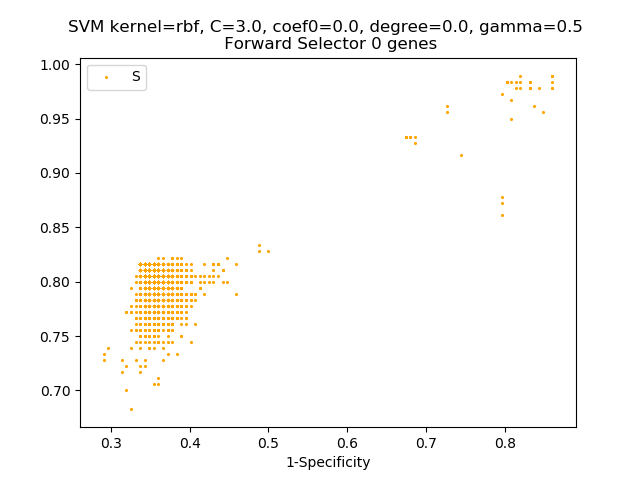 SVM kernel=rbf, C=3.0, coef0=0.0, degree=0.0, gamma=0.5
Forward Selector 0 genes
S
1.00
0.95
0.90
0.85
0.80
0.75
0.70
0.3 0.4 0.5 0.6 0.7 0.8
1-Specificity